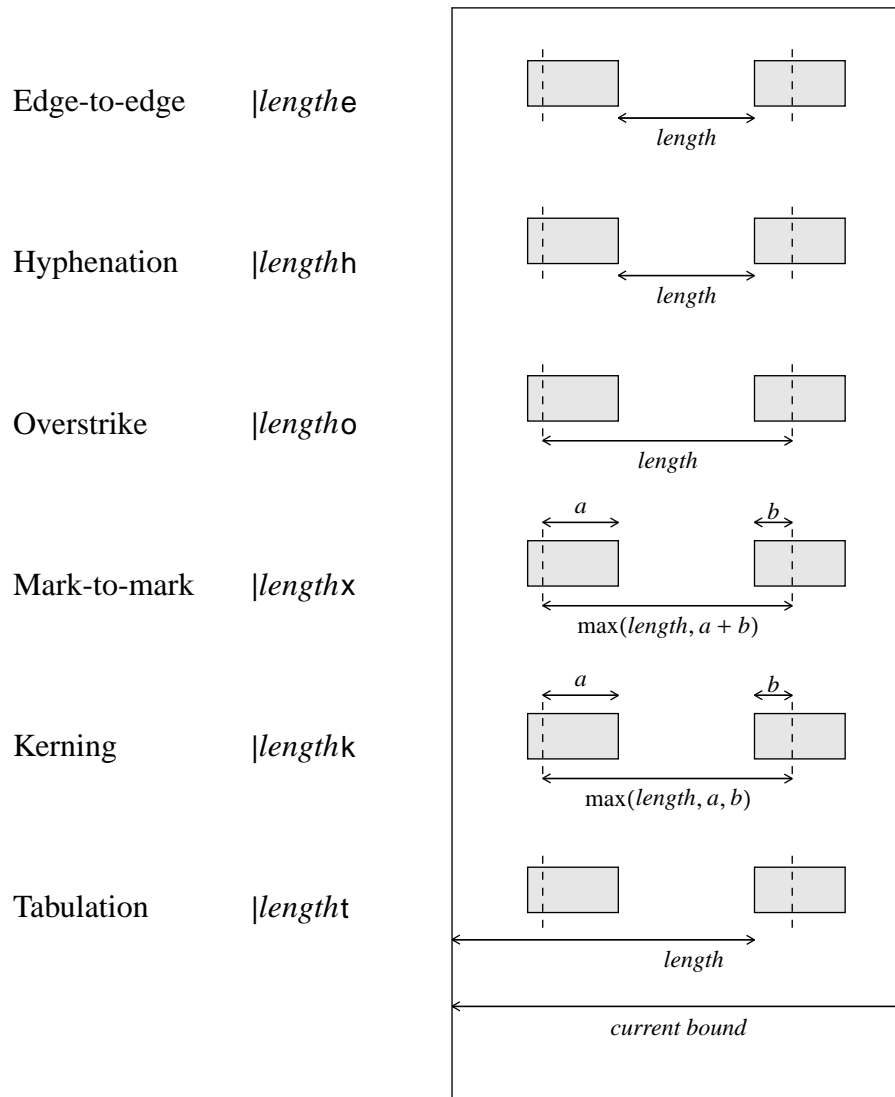 Edge-to-edge |lengthe
length
Hyphenation |lengthh
length
Overstrike |lengtho
length
a b
Mark-to-mark |lengthx
max(length, a + b)
a b
Kerning |lengthk
max(length, a, b)
Tabulation |lengtht
length
current bound